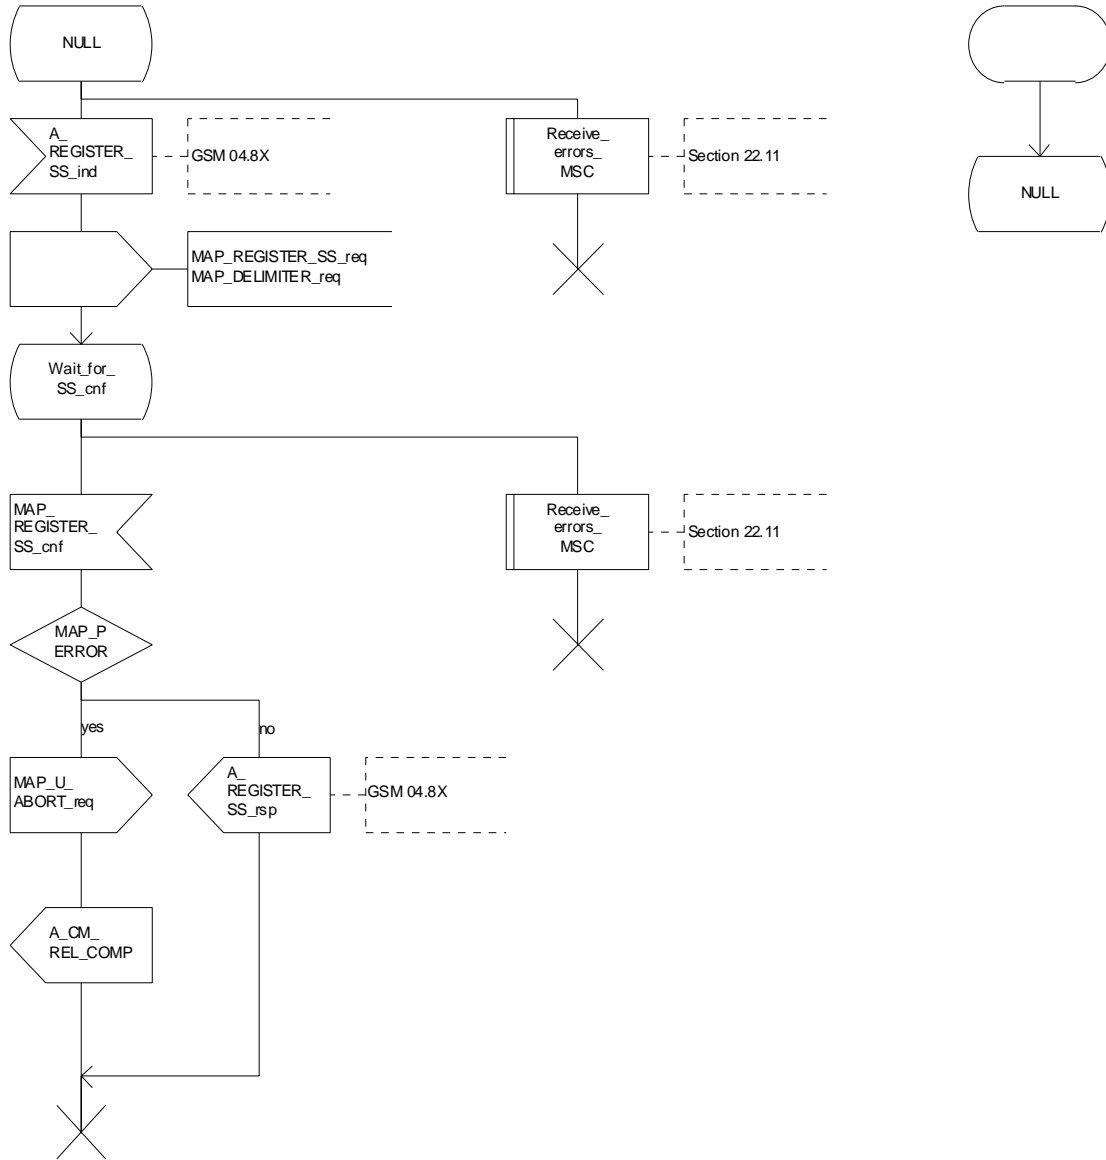 NULL
A_
REGISTER_
SS_ind
GSM 04.8X
Receive_
errors_
MSC
Section 22.11
NULL
MAP_REGISTER_SS_req
MAP_DELIMITER_req
Wait_for_
SS_cnf
MAP_
REGISTER_
SS_cnf
Receive_
errors_
MSC
Section 22.11
MAP_P
ERROR
yes
no
MAP_U_
ABORT_req
A_
REGISTER_
SS_rsp
GSM 04.8X
A_CM_
REL_COMP